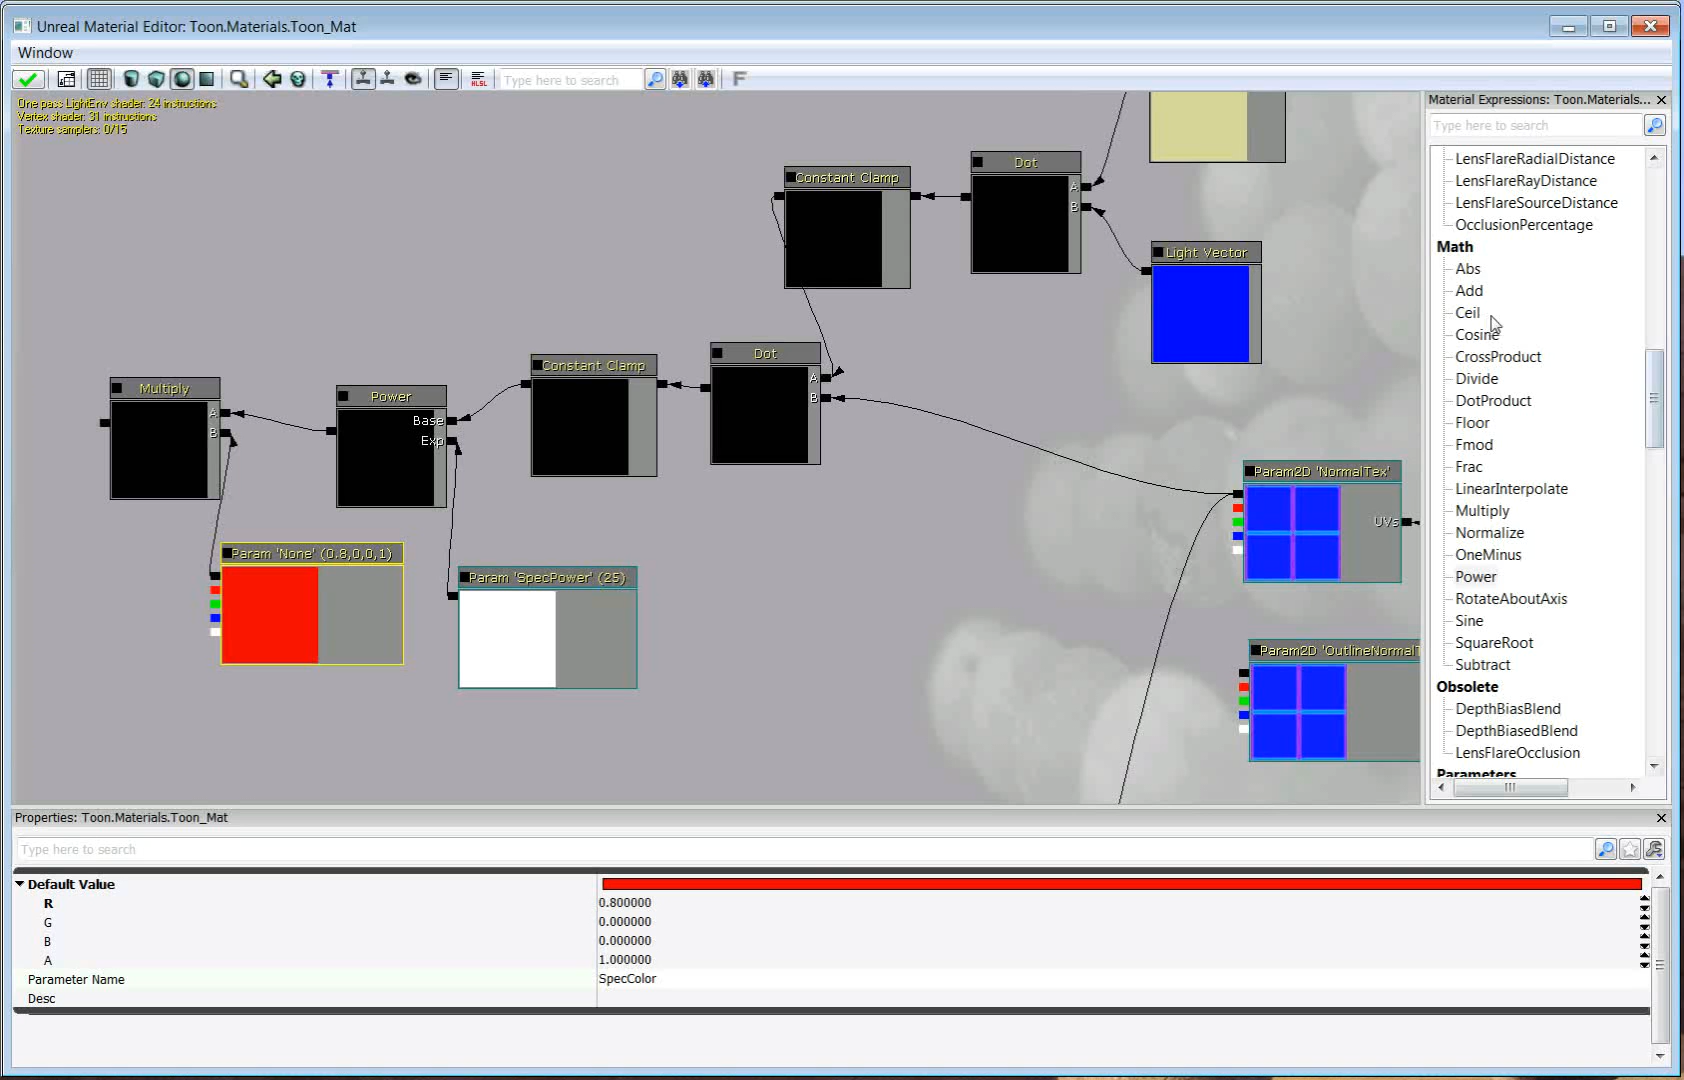 Unreal Material Editor: Toon.Materials.Toon_Mat
Window
HLSL
Type here to search
F
One pass LightEnv shader: 24 instructions
Vertex shader: 31 instructions
Texture samplers: 0/15
Dot
A
B
Constant Clamp
Light Vector
Dot
A
B
Constant Clamp
Power
Base
Exp
Multiply
A
B
Param2D 'NormalTex'
UVs
Param 'None' (0.8,0,0,1)
Param 'SpecPower' (25)
Param2D 'OutlineNormalT
Material Expressions: Toon.Materials...
Type here to search
LensFlareRadialDistance
LensFlareRayDistance
LensFlareSourceDistance
OcclusionPercentage
Math
Abs
Add
Ceil
Cosine
CrossProduct
Divide
DotProduct
Floor
Fmod
Frac
LinearInterpolate
Multiply
Normalize
OneMinus
Power
RotateAboutAxis
Sine
SquareRoot
Subtract
Obsolete
DepthBiasBlend
DepthBiasedBlend
LensFlareOcclusion
Parameters
Properties: Toon.Materials.Toon_Mat
Type here to search
Default Value
R 0.800000
G 0.000000
B 0.000000
A 1.000000
Parameter Name SpecColor
Desc